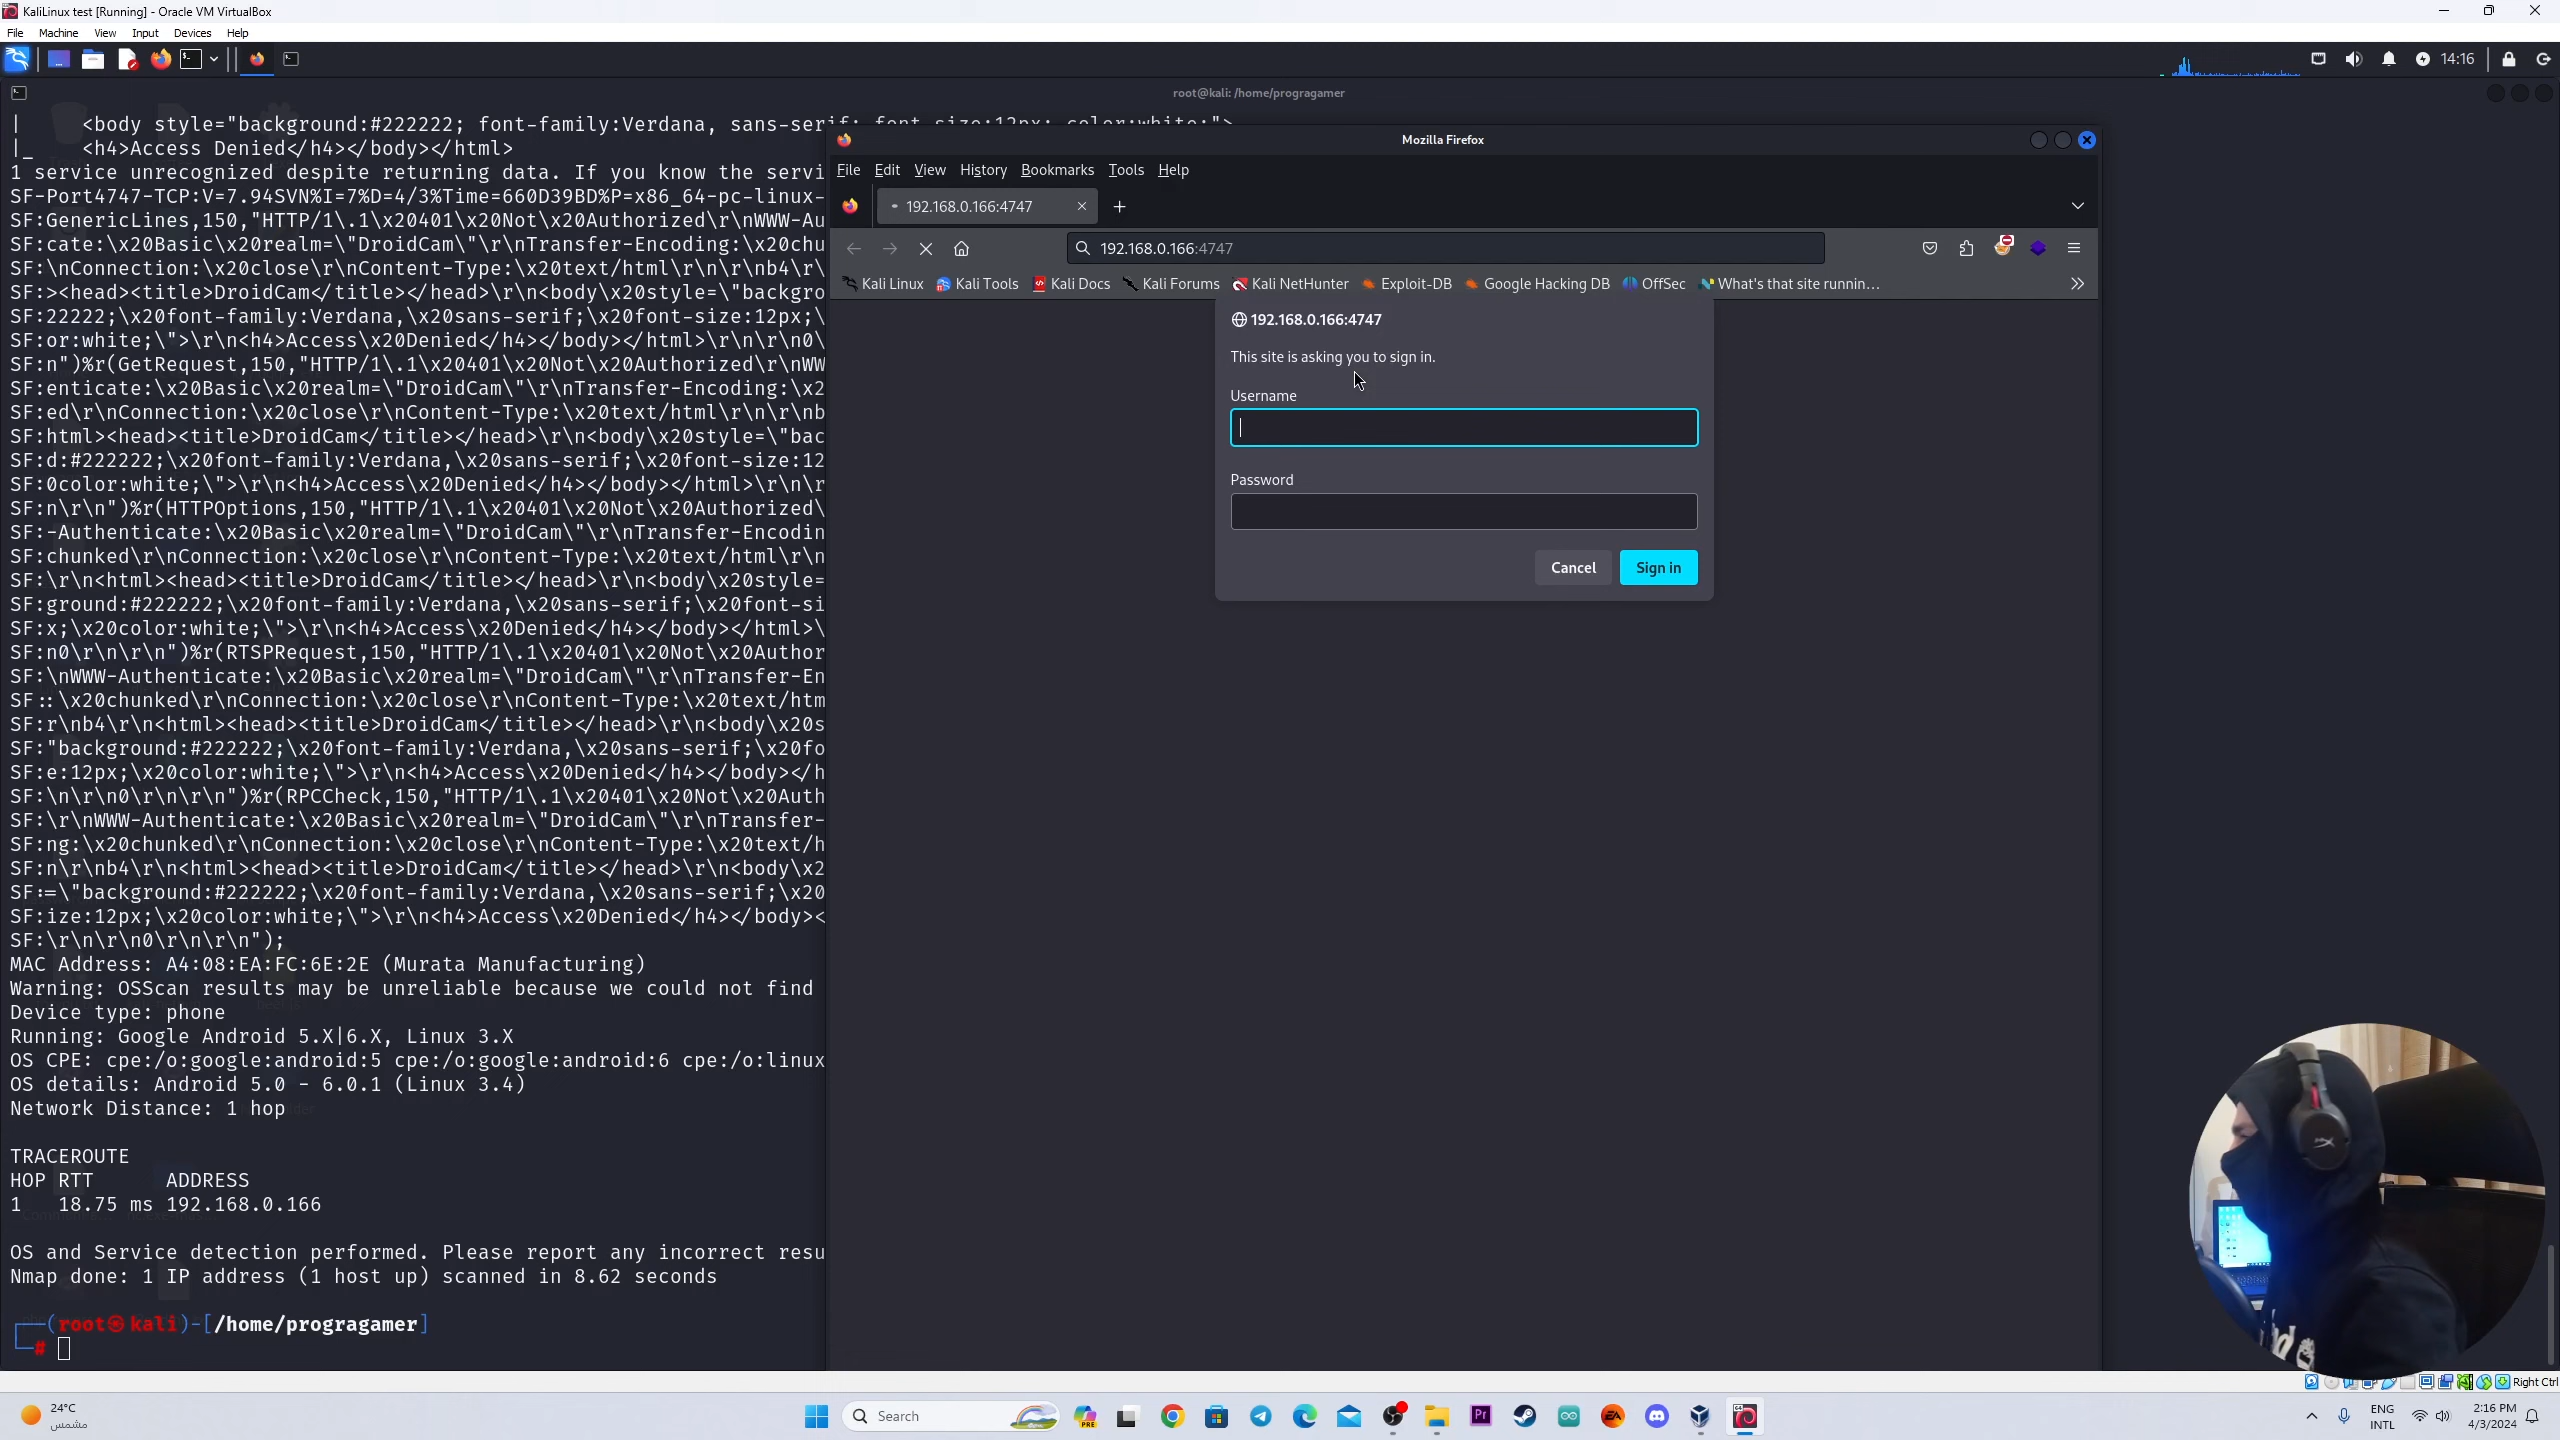 KaliLinux test [Running] - Oracle VM VirtualBox
File Machine View Input Devices Help
14:16
root@kali: /home/progragamer
| <body style="background:#222222; font-family:Verdana, sans-serif; font-size:12px; color:white;">
|_ <h4>Access Denied</h4></body></html>
1 service unrecognized despite returning data. If you know the servi
SF-Port4747-TCP:V=7.94SVN%I=7%D=4/3%Time=660D39BD%P=x86_64-pc-linux-
SF:GenericLines,150,"HTTP/1\.1\x20401\x20Not\x20Authorized\r\nWWW-Au
SF:cate:\x20Basic\x20realm=\"DroidCam\"\r\nTransfer-Encoding:\x20chu
SF:\nConnection:\x20close\r\nContent-Type:\x20text/html\r\n\r\nb4\r\
SF:><head><title>DroidCam</title></head>\r\n<body\x20style=\"backgro
SF:22222;\x20font-family:Verdana,\x20sans-serif;\x20font-size:12px;\
SF:or:white;\">\r\n<h4>Access\x20Denied</h4></body></html>\r\n\r\n0\
SF:n")%r(GetRequest,150,"HTTP/1\.1\x20401\x20Not\x20Authorized\r\nWW
SF:enticate:\x20Basic\x20realm=\"DroidCam\"\r\nTransfer-Encoding:\x2
SF:ed\r\nConnection:\x20close\r\nContent-Type:\x20text/html\r\n\r\nb
SF:html><head><title>DroidCam</title></head>\r\n<body\x20style=\"bac
SF:d:#222222;\x20font-family:Verdana,\x20sans-serif;\x20font-size:12
SF:0color:white;\">\r\n<h4>Access\x20Denied</h4></body></html>\r\n\r
SF:n\r\n")%r(HTTPOptions,150,"HTTP/1\.1\x20401\x20Not\x20Authorized\
SF:-Authenticate:\x20Basic\x20realm=\"DroidCam\"\r\nTransfer-Encodin
SF:chunked\r\nConnection:\x20close\r\nContent-Type:\x20text/html\r\n
SF:\r\n<html><head><title>DroidCam</title></head>\r\n<body\x20style=
SF:ground:#222222;\x20font-family:Verdana,\x20sans-serif;\x20font-si
SF:x;\x20color:white;\">\r\n<h4>Access\x20Denied</h4></body></html>\
SF:n0\r\n\r\n")%r(RTSPRequest,150,"HTTP/1\.1\x20401\x20Not\x20Author
SF:\nWWW-Authenticate:\x20Basic\x20realm=\"DroidCam\"\r\nTransfer-En
SF::\x20chunked\r\nConnection:\x20close\r\nContent-Type:\x20text/htm
SF:r\nb4\r\n<html><head><title>DroidCam</title></head>\r\n<body\x20s
SF:"background:#222222;\x20font-family:Verdana,\x20sans-serif;\x20fo
SF:e:12px;\x20color:white;\">\r\n<h4>Access\x20Denied</h4></body></h
SF:\n\r\n0\r\n\r\n")%r(RPCCheck,150,"HTTP/1\.1\x20401\x20Not\x20Auth
SF:\r\nWWW-Authenticate:\x20Basic\x20realm=\"DroidCam\"\r\nTransfer-
SF:ng:\x20chunked\r\nConnection:\x20close\r\nContent-Type:\x20text/h
SF:n\r\nb4\r\n<html><head><title>DroidCam</title></head>\r\n<body\x2
SF:=\"background:#222222;\x20font-family:Verdana,\x20sans-serif;\x20
SF:ize:12px;\x20color:white;\">\r\n<h4>Access\x20Denied</h4></body><
SF:\r\n\r\n0\r\n\r\n");
MAC Address: A4:08:EA:FC:6E:2E (Murata Manufacturing)
Warning: OSScan results may be unreliable because we could not find
Device type: phone
Running: Google Android 5.X|6.X, Linux 3.X
OS CPE: cpe:/o:google:android:5 cpe:/o:google:android:6 cpe:/o:linux
OS details: Android 5.0 - 6.0.1 (Linux 3.4)
Network Distance: 1 hop
TRACEROUTE
HOP RTT ADDRESS
1 18.75 ms 192.168.0.166
OS and Service detection performed. Please report any incorrect resu
Nmap done: 1 IP address (1 host up) scanned in 8.62 seconds
(root㉿kali)-[/home/progragamer]
#
Mozilla Firefox
File Edit View History Bookmarks Tools Help
192.168.0.166:4747
192.168.0.166:4747
Kali Linux Kali Tools Kali Docs Kali Forums Kali NetHunter Exploit-DB Google Hacking DB OffSec What's that site runnin...
192.168.0.166:4747
This site is asking you to sign in.
Username
Password
Cancel Sign in
Right Ctrl
24°C
مشمس
Search
PRE
ENG
INTL
2:16 PM
4/3/2024